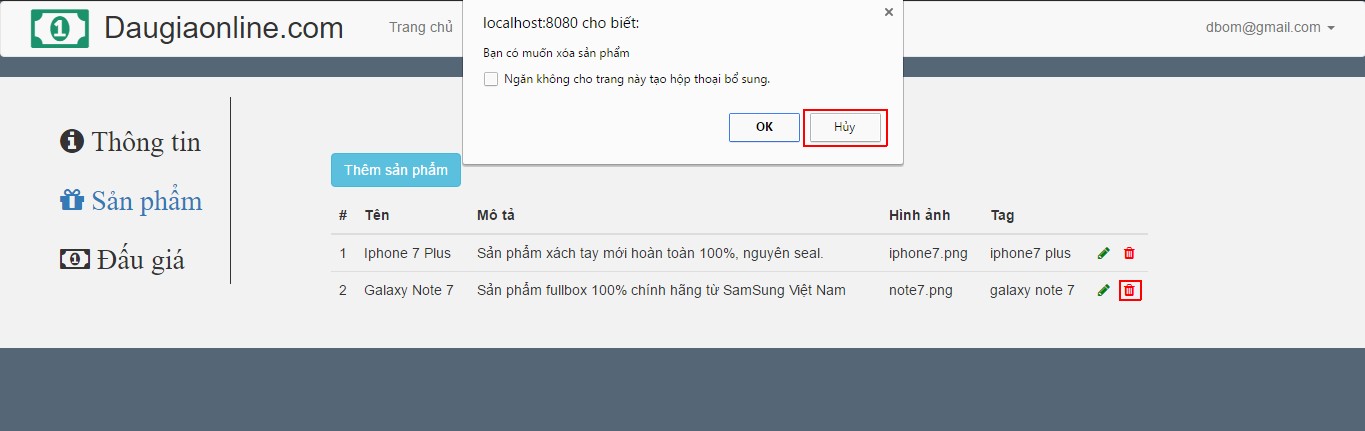 Daugiaonline.com
Trang chủ
dbom@gmail.com
localhost:8080 cho biết:
Bạn có muốn xóa sản phẩm
Ngăn không cho trang này tạo hộp thoại bổ sung.
OK Hủy
Thông tin
Sản phẩm
Đấu giá
Thêm sản phẩm
# Tên Mô tả Hình ảnh Tag
1 Iphone 7 Plus Sản phẩm xách tay mới hoàn toàn 100%, nguyên seal. iphone7.png iphone7 plus
2 Galaxy Note 7 Sản phẩm fullbox 100% chính hãng từ SamSung Việt Nam note7.png galaxy note 7